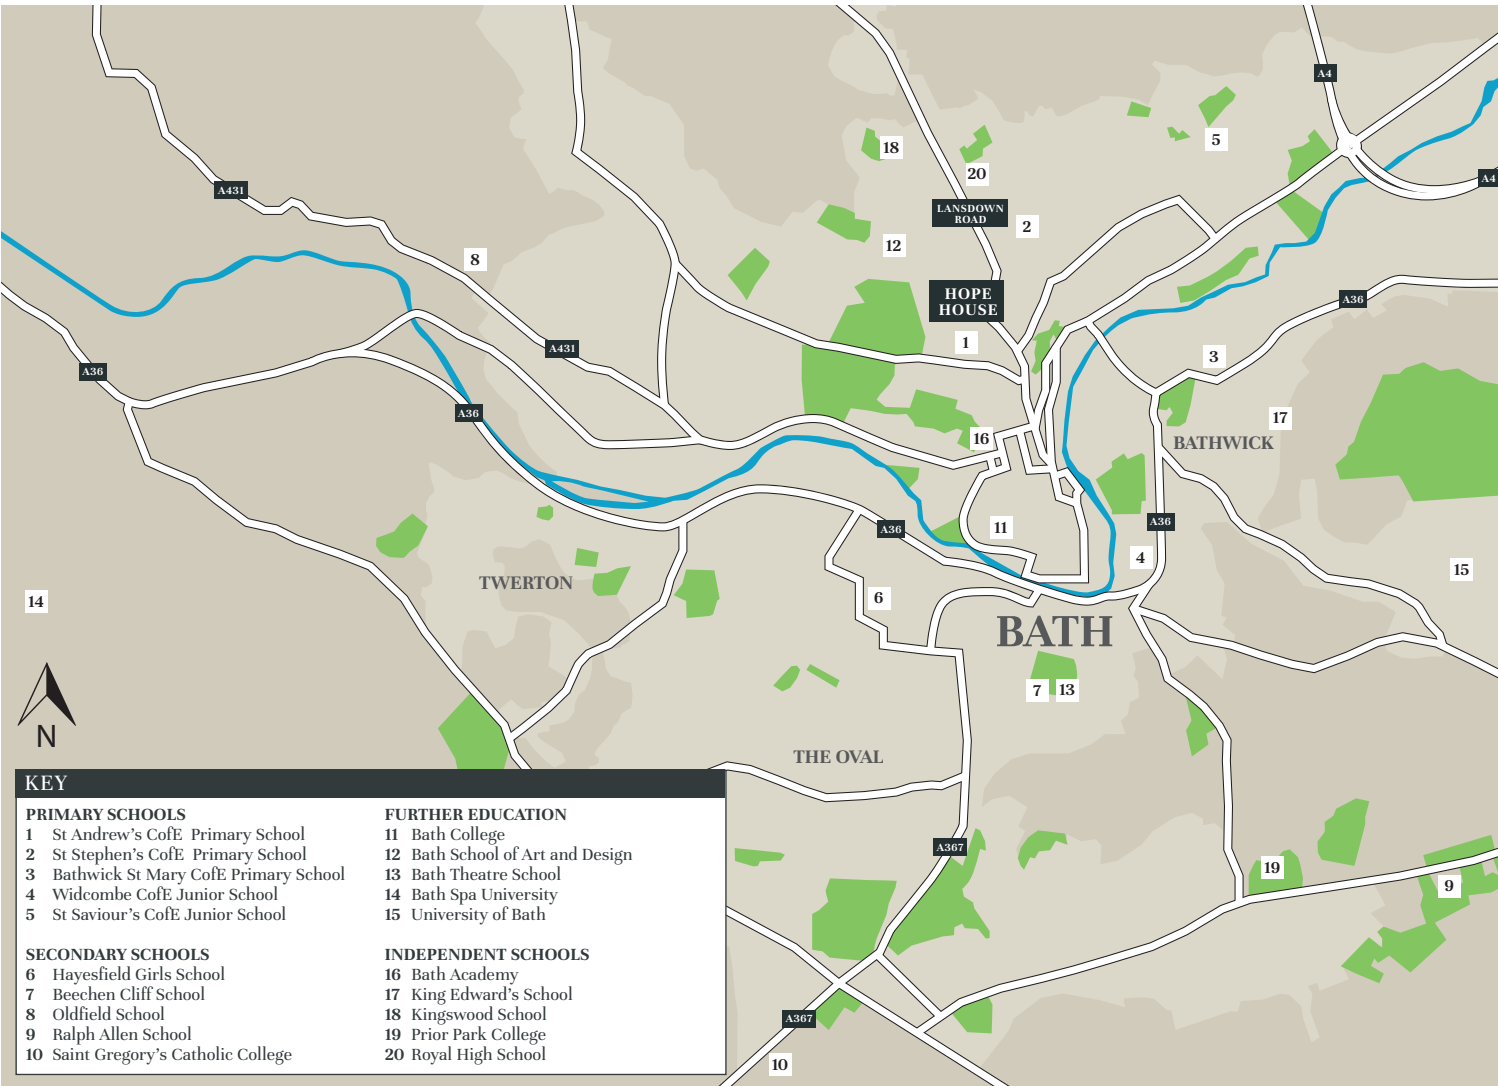 A4
5
18
20
A4
A431
LANSDOWN
ROAD
2
12
8
HOPE
HOUSE
A36
1
A431
3
A36
A36
17
16
BATHWICK
A36
11
A36
4
15
TWERTON
6
14
BATH
7
13
N
THE OVAL
A367
19
9
A367
10
KEY
PRIMARY SCHOOLS
1 St Andrew's CofE Primary School
2 St Stephen's CofE Primary School
3 Bathwick St Mary CofE Primary School
4 Widcombe CofE Junior School
5 St Saviour's CofE Junior School
SECONDARY SCHOOLS
6 Hayesfield Girls School
7 Beechen Cliff School
8 Oldfield School
9 Ralph Allen School
10 Saint Gregory's Catholic College
FURTHER EDUCATION
11 Bath College
12 Bath School of Art and Design
13 Bath Theatre School
14 Bath Spa University
15 University of Bath
INDEPENDENT SCHOOLS
16 Bath Academy
17 King Edward's School
18 Kingswood School
19 Prior Park College
20 Royal High School